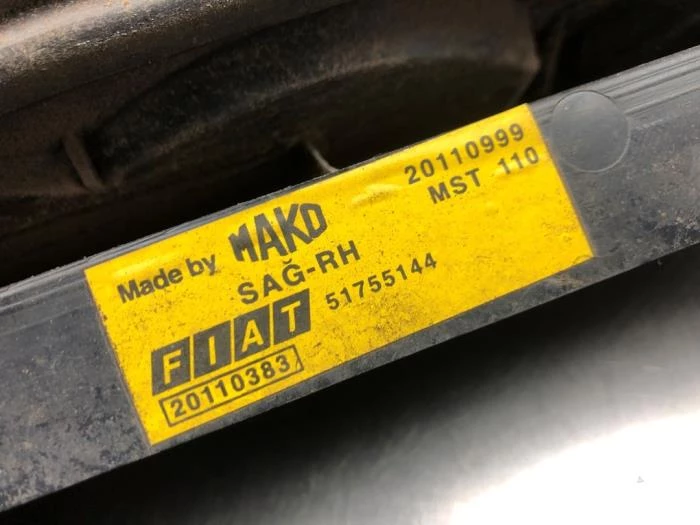 20110999
MST 110
Made by MAKO
SAĞ-RH
FIAT 51755144
20110383